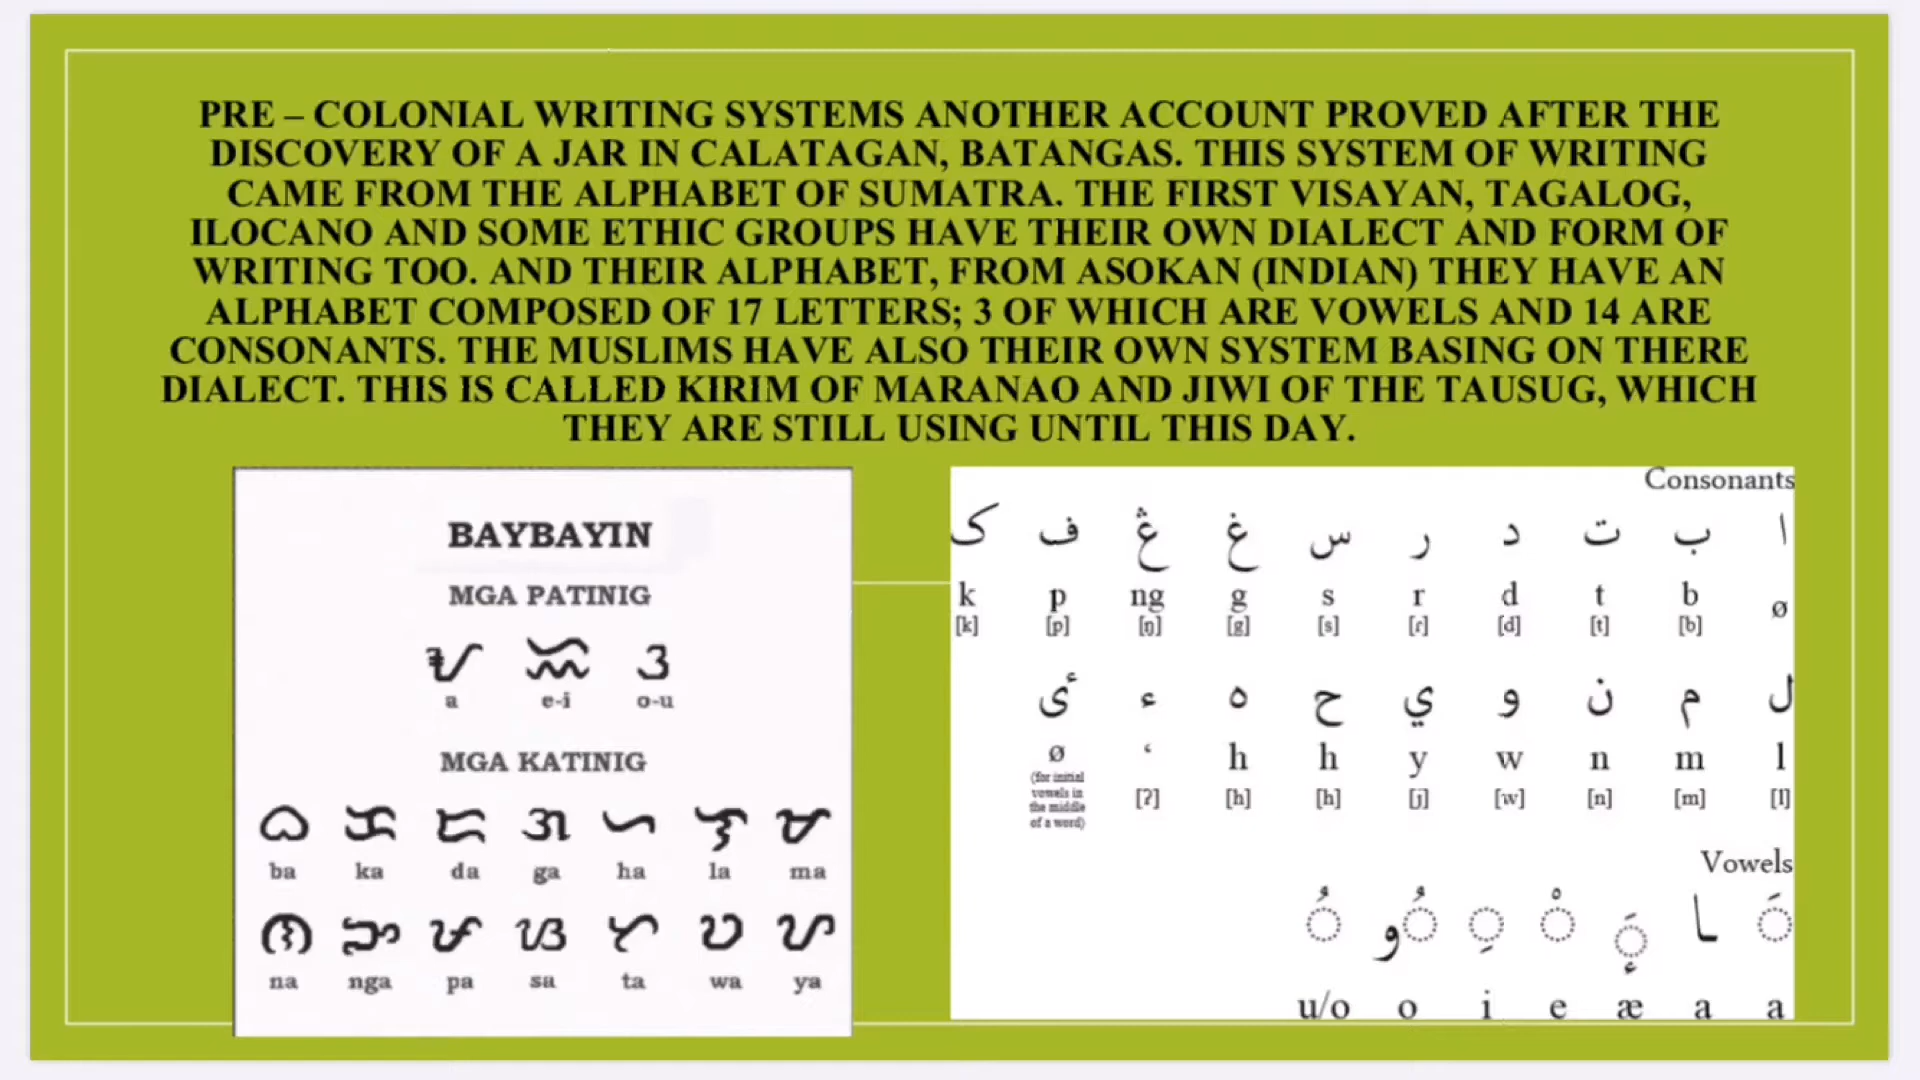 PRE – COLONIAL WRITING SYSTEMS ANOTHER ACCOUNT PROVED AFTER THE
DISCOVERY OF A JAR IN CALATAGAN, BATANGAS. THIS SYSTEM OF WRITING
CAME FROM THE ALPHABET OF SUMATRA. THE FIRST VISAYAN, TAGALOG,
ILOCANO AND SOME ETHIC GROUPS HAVE THEIR OWN DIALECT AND FORM OF
WRITING TOO. AND THEIR ALPHABET, FROM ASOKAN (INDIAN) THEY HAVE AN
ALPHABET COMPOSED OF 17 LETTERS; 3 OF WHICH ARE VOWELS AND 14 ARE
CONSONANTS. THE MUSLIMS HAVE ALSO THEIR OWN SYSTEM BASING ON THERE
DIALECT. THIS IS CALLED KIRIM OF MARANAO AND JIWI OF THE TAUSUG, WHICH
THEY ARE STILL USING UNTIL THIS DAY.
BAYBAYIN
MGA PATINIG
ᜀ ᜁ ᜂ
a e-i o-u
MGA KATINIG
ᜊ ᜃ ᜇ ᜄ ᜑ ᜎ ᜋ
ba ka da ga ha la ma
ᜈ ᜅ ᜉ ᜐ ᜆ ᜏ ᜌ
na nga pa sa ta wa ya
Consonants
ا ب ت د ر س غ ڠ ف ک
k p ng g s r d t b ø
[k] [p] [ŋ] [g] [s] [ɾ] [d] [t] [b]
ل م ن و ي ح ه ء ئ
ø ‘ h h y w n m l
(for initial
vowels in
the middle
of a word)
[ʔ] [h] [h] [j] [w] [n] [m] [l]
Vowels
u/o o i e æ a a